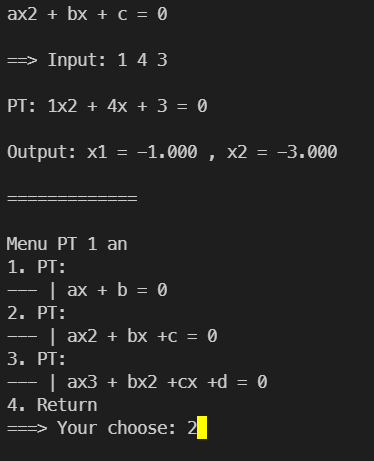 ax2 + bx + c = 0
==> Input: 1 4 3
PT: 1x2 + 4x + 3 = 0
Output: x1 = -1.000 , x2 = -3.000
=============
Menu PT 1 an
1. PT:
--- | ax + b = 0
2. PT:
--- | ax2 + bx +c = 0
3. PT:
--- | ax3 + bx2 +cx +d = 0
4. Return
===> Your choose: 2